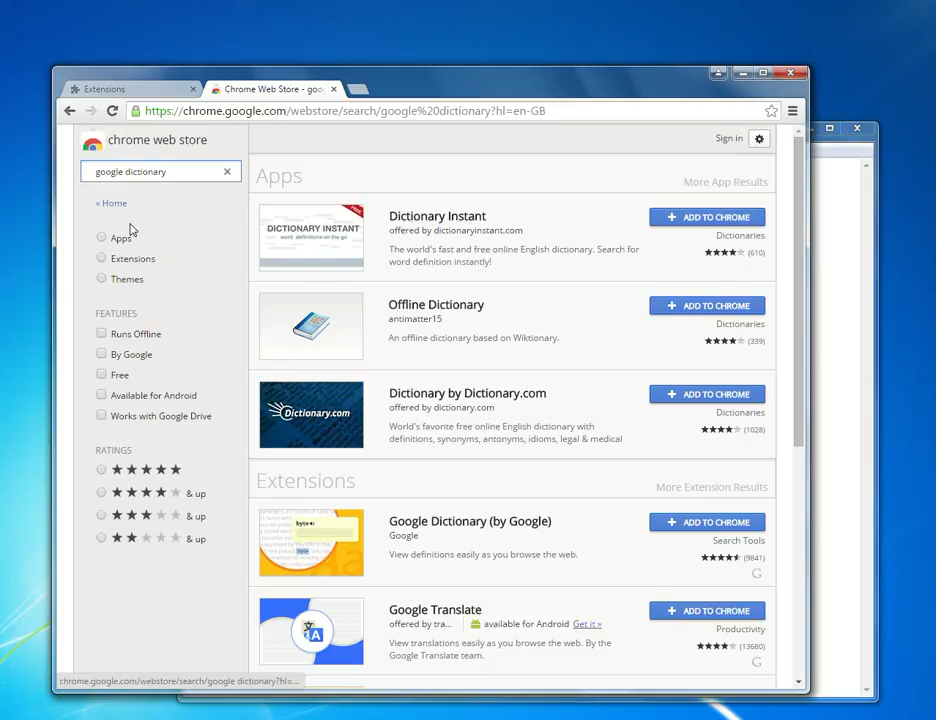 Extensions
Chrome Web Store - goo
https://chrome.google.com/webstore/search/google%20dictionary?hl=en-GB
chrome web store
Sign in
google dictionary
« Home
Apps
Extensions
Themes
FEATURES
Runs Offline
By Google
Free
Available for Android
Works with Google Drive
RATINGS
& up
& up
& up
Apps
More App Results
FREE
DICTIONARY INSTANT
word definitions on the go
Dictionary Instant
offered by dictionaryinstant.com
The world's fast and free online English dictionary. Search for
word definition instantly!
ADD TO CHROME
Dictionaries
(610)
Offline Dictionary
antimatter15
An offline dictionary based on Wiktionary.
ADD TO CHROME
Dictionaries
(339)
Dictionary.com
Dictionary by Dictionary.com
offered by dictionary.com
World's favorite free online English dictionary with
definitions, synonyms, antonyms, idioms, legal & medical
ADD TO CHROME
Dictionaries
(1028)
Extensions
More Extension Results
byte
Google Dictionary (by Google)
Google
View definitions easily as you browse the web.
ADD TO CHROME
Search Tools
(9841)
G
Google Translate
offered by tra...
available for Android Get it »
View translations easily as you browse the web. By the
Google Translate team.
ADD TO CHROME
Productivity
(13680)
G
chrome.google.com/webstore/search/google dictionary?hl=...